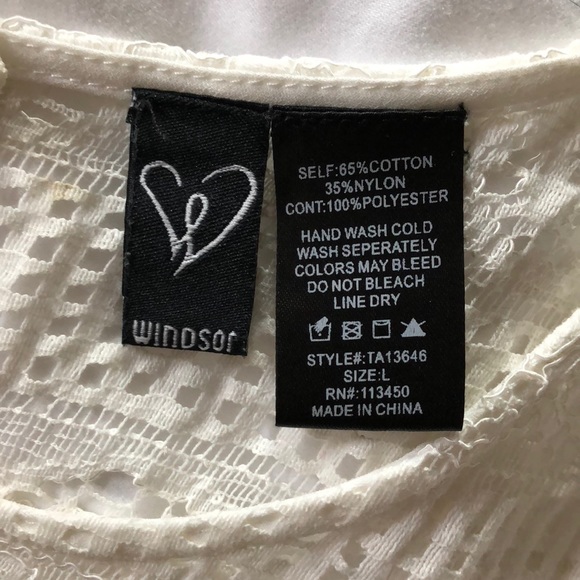 WINDSOR
SELF:65%COTTON
35%NYLON
CONT:100%POLYESTER
HAND WASH COLD
WASH SEPERATELY
COLORS MAY BLEED
DO NOT BLEACH
LINE DRY
STYLE#:TA13646
SIZE:L
RN#:113450
MADE IN CHINA